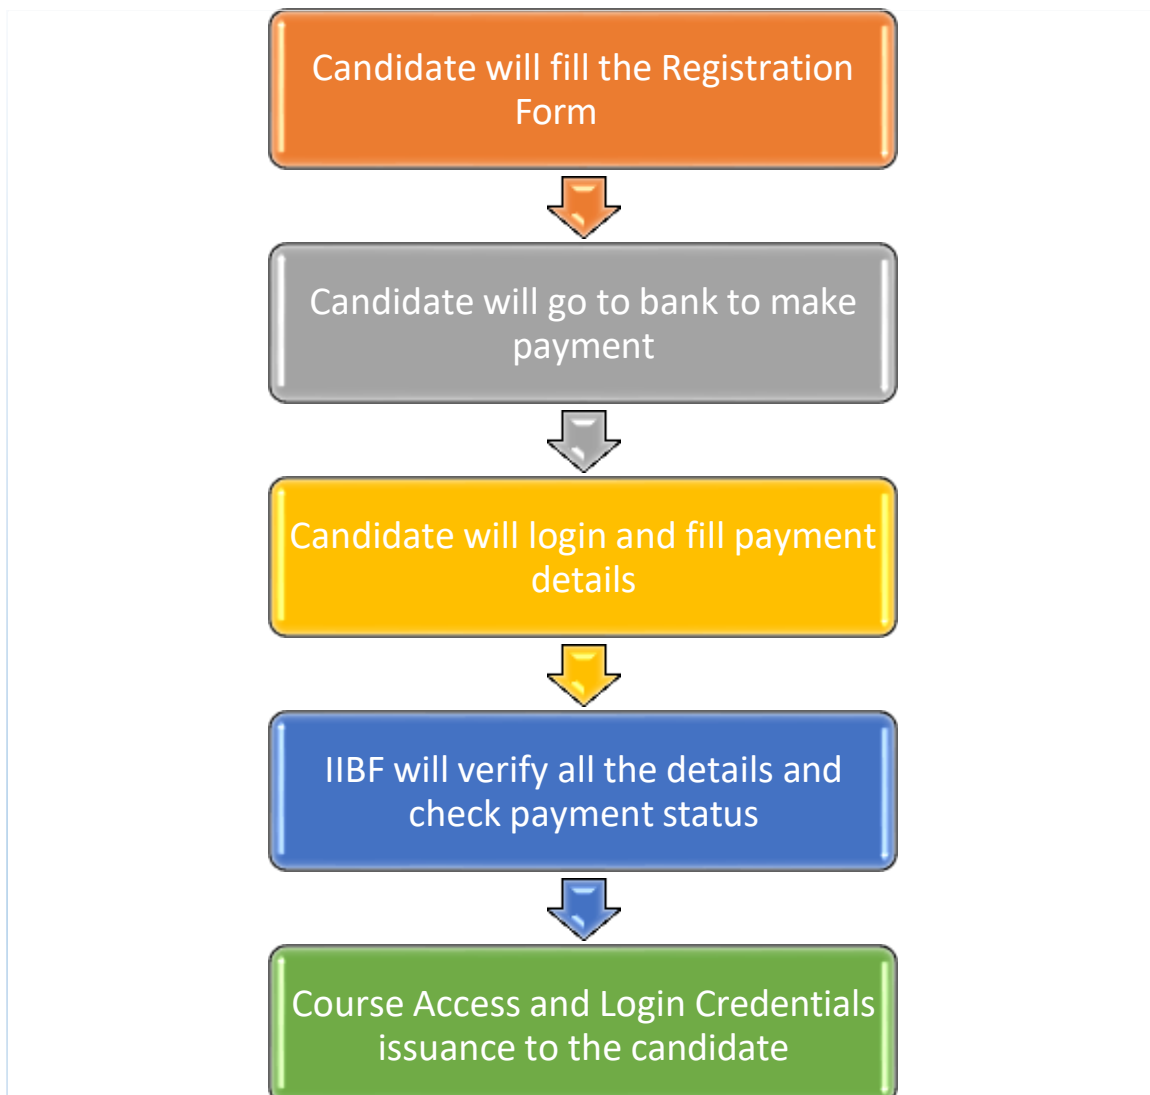 Candidate will fill the Registration
Form
Candidate will go to bank to make
payment
Candidate will login and fill payment
details
IIBF will verify all the details and
check payment status
Course Access and Login Credentials
issuance to the candidate